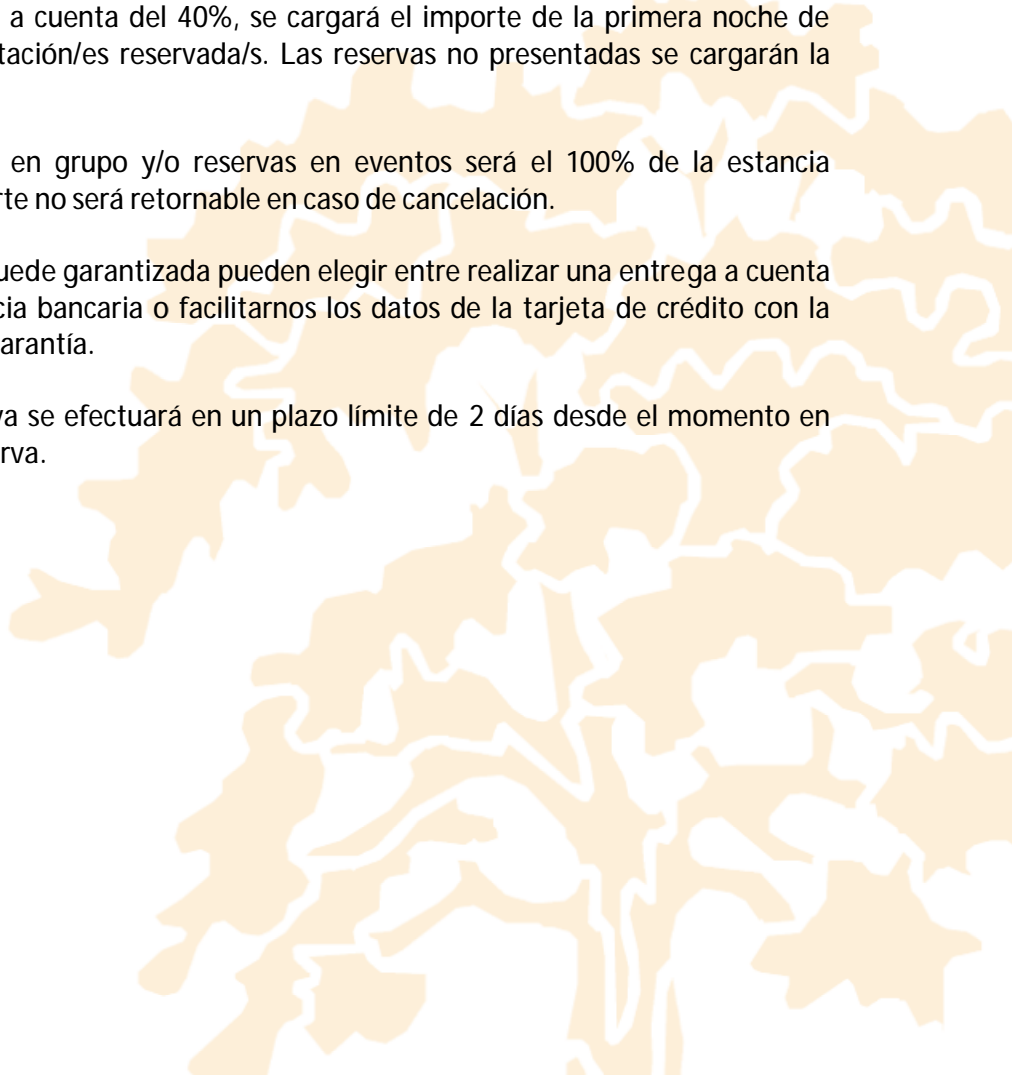 a cuenta del 40%, se cargará el importe de la primera noche de
tación/es reservada/s. Las reservas no presentadas se cargarán la
en grupo y/o reservas en eventos será el 100% de la estancia
rte no será retornable en caso de cancelación.
uede garantizada pueden elegir entre realizar una entrega a cuenta
cia bancaria o facilitarnos los datos de la tarjeta de crédito con la
arantía.
va se efectuará en un plazo límite de 2 días desde el momento en
rva.